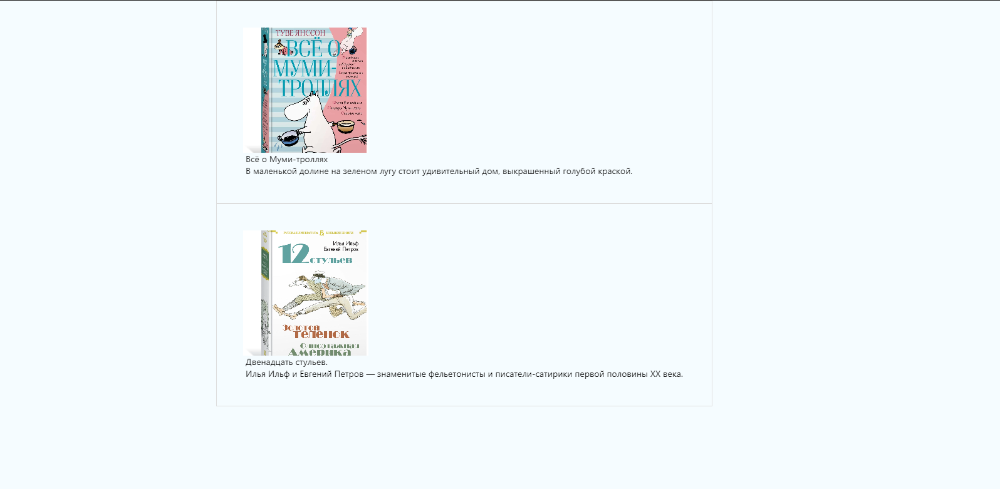 ТУВЕ ЯНССОН
ВСЁ О
МУМИ-
ТРОЛЛЯХ
Всё о Муми-троллях
В маленькой долине на зеленом лугу стоит удивительный дом, выкрашенный голубой краской.
РУССКАЯ ЛИТЕРАТУРА БОЛЬШИЕ КНИГИ
Илья Ильф
Евгений Петров
12 стульев
Золотой
теленок
Одноэтажная
Америка
Двенадцать стульев.
Илья Ильф и Евгений Петров — знаменитые фельетонисты и писатели-сатирики первой половины XX века.